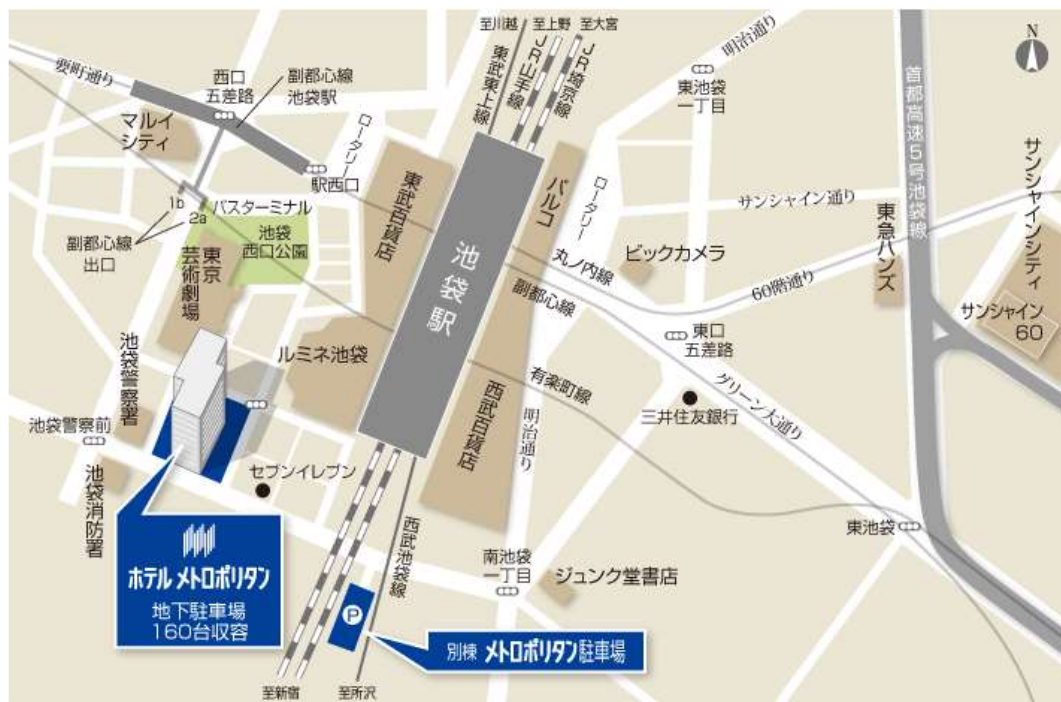 至川越
至上野
至大宮
東武東上線
JR山手線
JR埼京線
明治通り
N
要町通り
西口
五差路
副都心線
池袋駅
マルイ
シティ
ロータリー
駅西口
東池袋
一丁目
首都高速5号池袋線
サンシャインシティ
サンシャイン
60
1b
2a
バスターミナル
副都心線
出口
池袋
西口公園
東京
芸術劇場
東武百貨店
池袋駅
パルコ
ロータリー
サンシャイン通り
ビックカメラ
東急ハンズ
丸ノ内線
副都心線
60階通り
ルミネ池袋
東口
五差路
有楽町線
グリーン大通り
三井住友銀行
西武百貨店
明治通り
池袋警察署
池袋警察前
池袋消防署
セブンイレブン
東池袋
西武池袋線
南池袋
一丁目
ジュンク堂書店
ホテル メトロポリタン
地下駐車場
160台収容
P
別棟 メトロポリタン駐車場
至新宿
至所沢